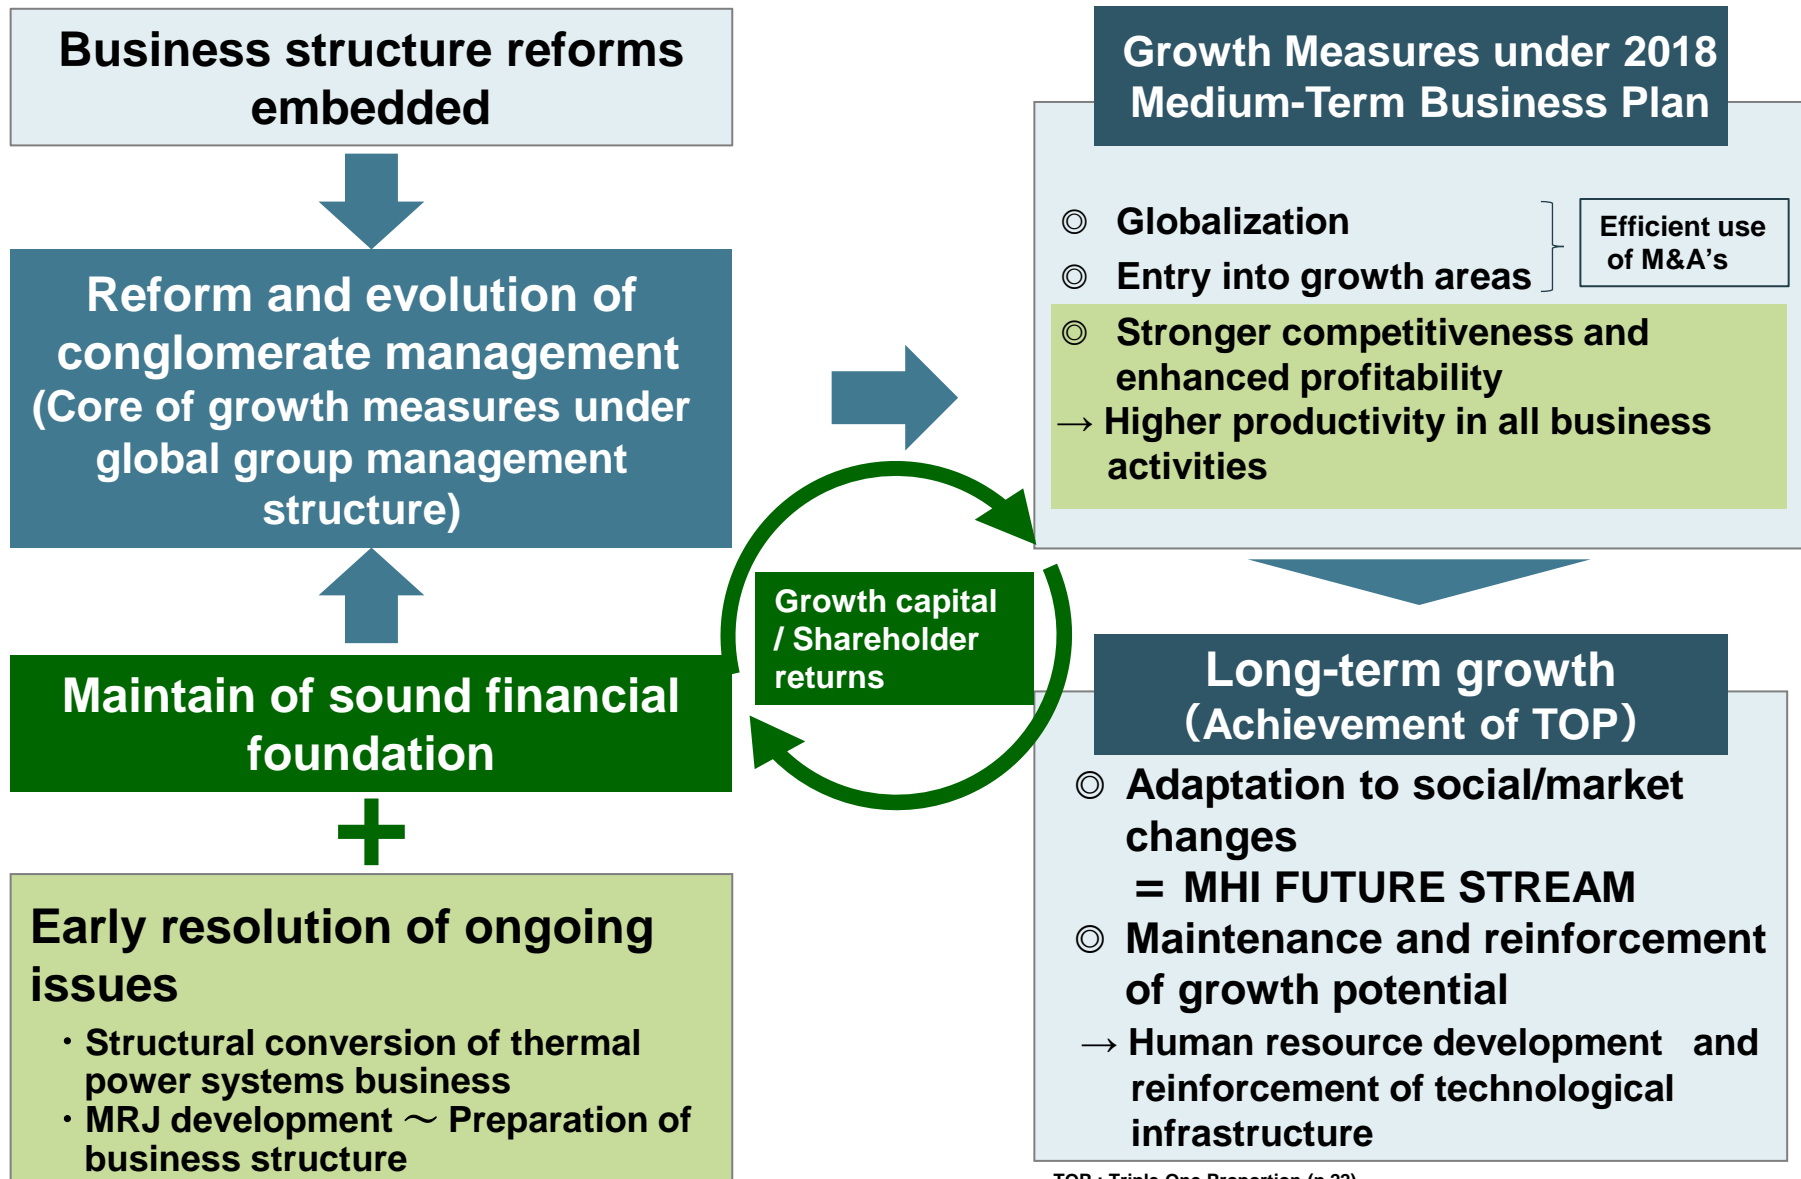 Business structure reforms
embedded
Reform and evolution of
conglomerate management
(Core of growth measures under
global group management
structure)
Maintain of sound financial
foundation
+
Early resolution of ongoing
issues
・Structural conversion of thermal
power systems business
・MRJ development ～ Preparation of
business structure
Growth capital
/ Shareholder
returns
Growth Measures under 2018
Medium-Term Business Plan
◎ Globalization
◎ Entry into growth areas
Efficient use
of M&A’s
◎ Stronger competitiveness and
enhanced profitability
→ Higher productivity in all business
activities
Long-term growth
（Achievement of TOP）
◎ Adaptation to social/market
changes
＝ MHI FUTURE STREAM
◎ Maintenance and reinforcement
of growth potential
→ Human resource development and
reinforcement of technological
infrastructure
TOP : Triple One Proportion (p.22)